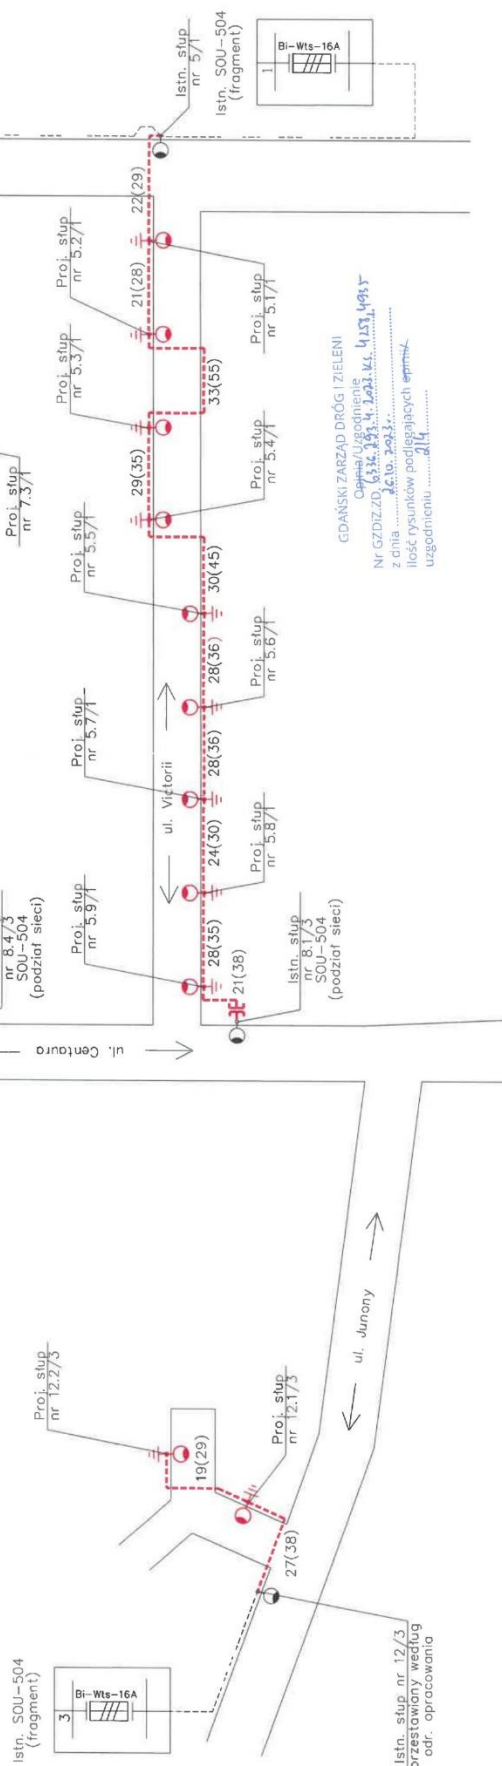 Istn. słup
nr 5/1
Istn. SOU-504
(fragment)
1
Bi-Wts-16A
22(29)
Proj. słup
nr 5.2/1
21(28)
Proj. słup
nr 5.1/1
Proj. słup
nr 5.3/1
33(55)
29(35)
Proj. słup
nr 5.4/1
Proj. słup
nr 7.3/1
Proj. słup
nr 5.5/1
30(45)
28(36)
Proj. słup
nr 5.6/1
Proj. słup
nr 5.7/1
ul. Victorii
28(36)
24(30)
Proj. słup
nr 5.8/1
Proj. słup
nr 5.9/1
28(35)
21(38)
nr 8.4/3
SOU-504
(podział sieci)
Istn. słup
nr 8.1/3
SOU-504
(podział sieci)
ul. Centaura
GDAŃSKI ZARZĄD DRÓG I ZIELENI
Opinia/Uzgodnienie
Nr GZDiZ.ZD.
z dnia 26.10.2023r.
ilość rysunków podlegających opinii/
uzgodnieniu 2/4
Proj. słup
nr 12.2/3
19(29)
Proj. słup
nr 12.1/3
27(38)
ul. Junony
Istn. SOU-504
(fragment)
3
Bi-Wts-16A
Istn. słup nr 12/3
przestawiany według
odr. opracowania